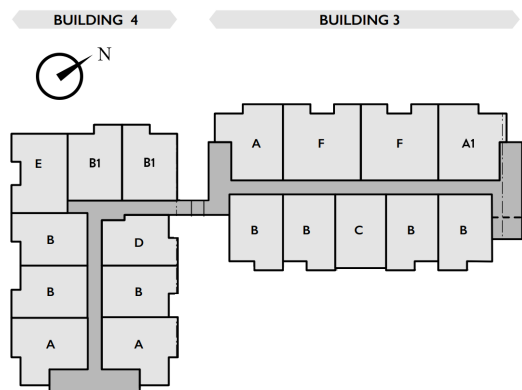 BUILDING 4
BUILDING 3
N
A F F A1
E B1 B1
B B C B B
B D
B B
A A